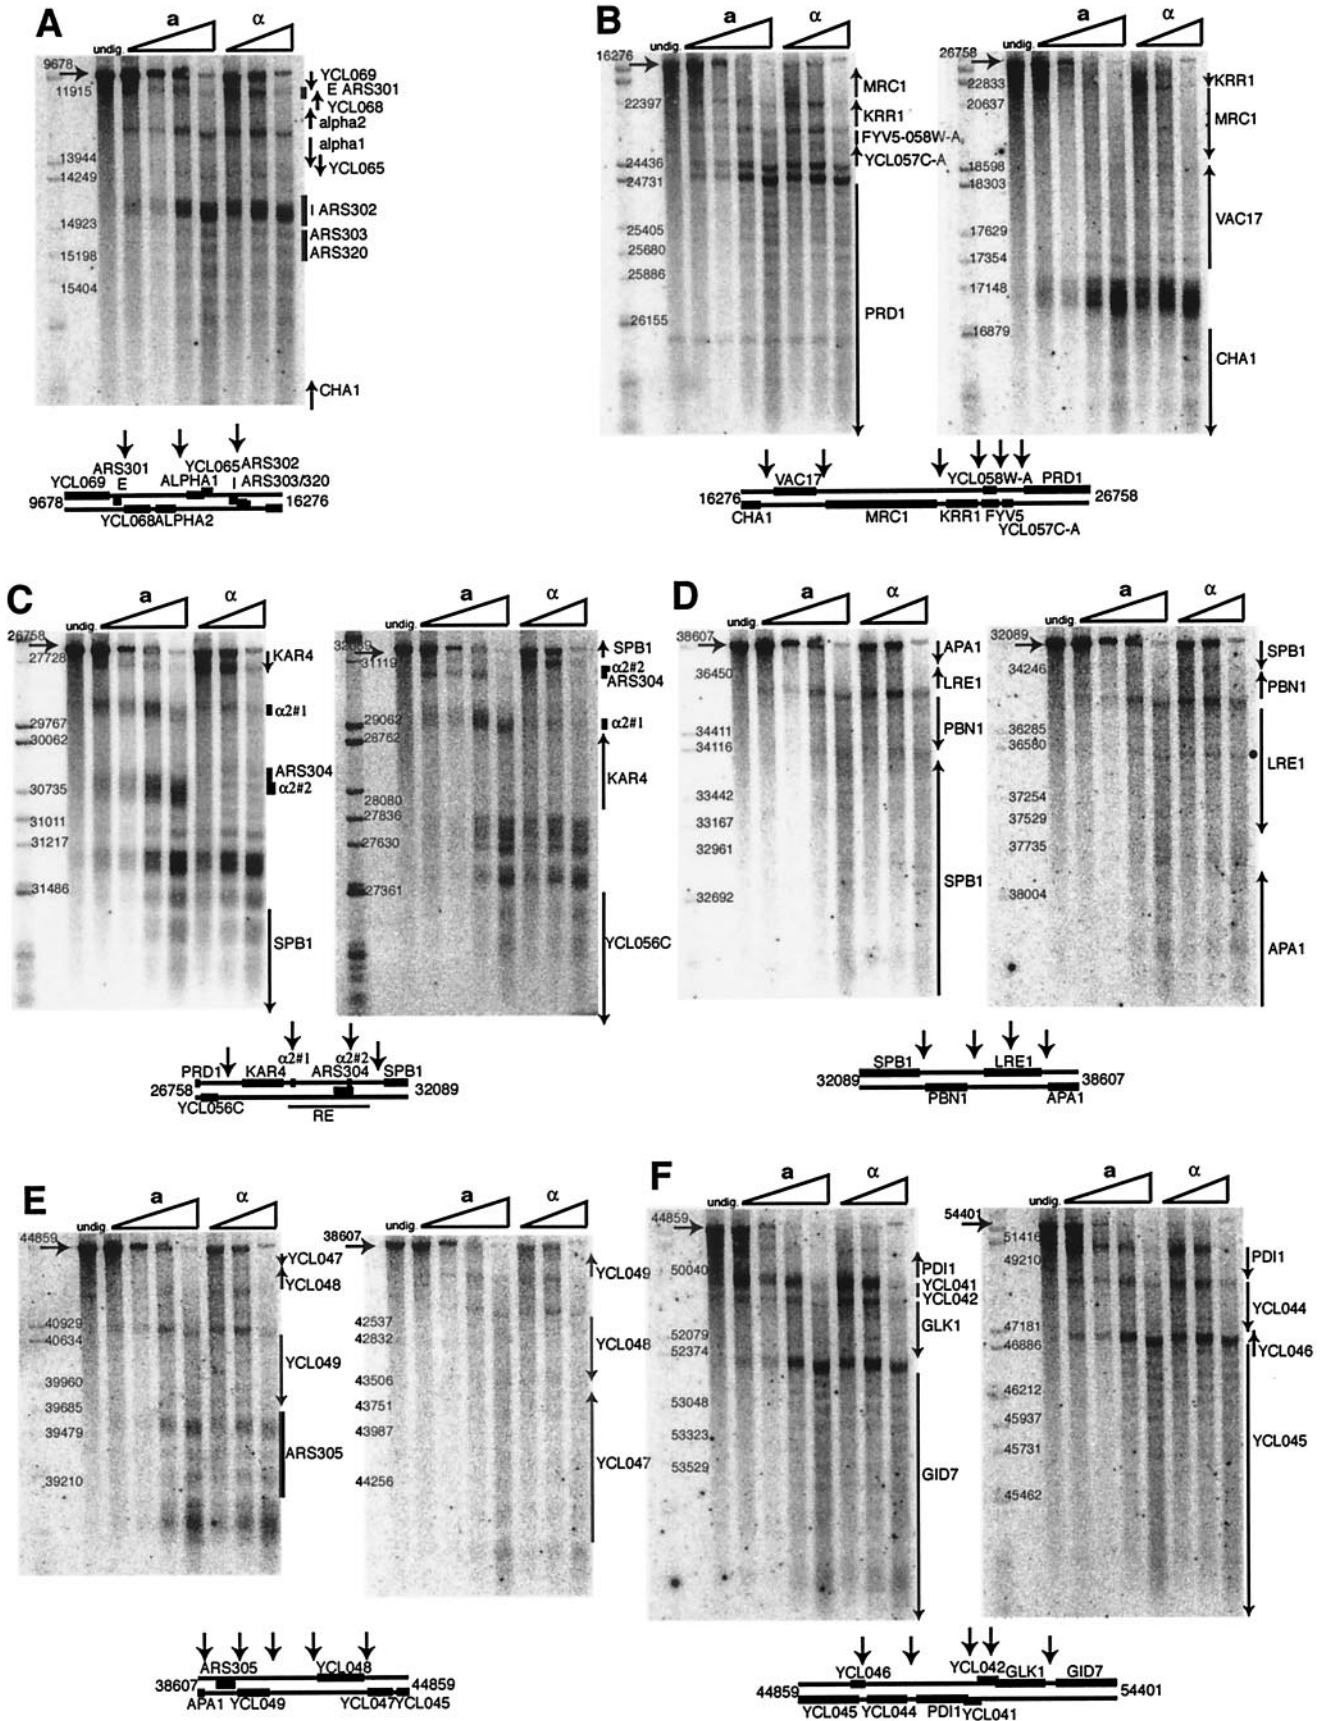 A
a α
undig.
9678
11915
13944
14249
14923
15198
15404
YCL069
E ARS301
YCL068
alpha2
alpha1
YCL065
I ARS302
ARS303
ARS320
CHA1
YCL065 ARS302
ARS301
YCL069 E ALPHA1 I ARS303/320
9678 16276
YCL068 ALPHA2
B
a α
undig.
16276
22397
24436
24731
25405
25680
25886
26155
MRC1
KRR1
FYV5-058W-A
YCL057C-A
PRD1
a α
undig.
26758
22833
20637
18598
18303
17629
17354
17148
16879
KRR1
MRC1
VAC17
CHA1
VAC17 YCL058W-A PRD1
16276 26758
CHA1 MRC1 KRR1 FYV5
YCL057C-A
C
a α
undig.
26758
27728
29767
30062
30735
31011
31217
31486
KAR4
α2#1
ARS304
α2#2
SPB1
a α
undig.
31119
29062
28762
28080
27836
27630
27361
SPB1
α2#2
ARS304
α2#1
KAR4
YCL056C
α2#1 α2#2
PRD1 KAR4 ARS304 SPB1
26758 32089
YCL056C
RE
D
a α
undig.
38607
36450
34411
34116
33442
33167
32961
32692
APA1
LRE1
PBN1
SPB1
a α
undig.
32089
34246
36285
36580
37254
37529
37735
38004
SPB1
PBN1
LRE1
APA1
SPB1 LRE1
32089 38607
PBN1 APA1
E
a α
undig.
44859
40929
40634
39960
39685
39479
39210
YCL047
YCL048
YCL049
ARS305
a α
undig.
38607
42537
42832
43506
43751
43987
44256
YCL049
YCL048
YCL047
ARS305 YCL048
38607 44859
APA1 YCL049 YCL047 YCL045
F
a α
undig.
44859
50040
52079
52374
53048
53323
53529
PDI1
YCL041
YCL042
GLK1
GID7
a α
undig.
54401
51416
49210
47181
46886
46212
45937
45731
45462
PDI1
YCL044
YCL046
YCL045
YCL046 YCL042 GLK1 GID7
44859 54401
YCL045 YCL044 PDI1 YCL041